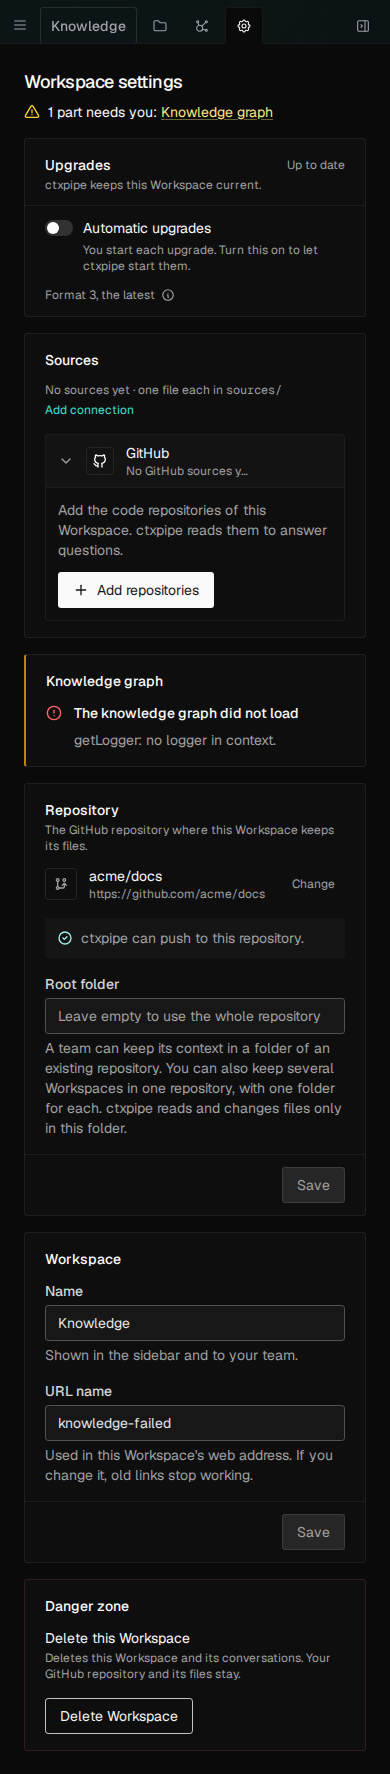 Knowledge
Workspace settings
1 part needs you: Knowledge graph
Upgrades
Up to date
ctxpipe keeps this Workspace current.
Automatic upgrades
You start each upgrade. Turn this on to let
ctxpipe start them.
Format 3, the latest
Sources
No sources yet · one file each in sources/
Add connection
GitHub
No GitHub sources y…
Add the code repositories of this
Workspace. ctxpipe reads them to answer
questions.
Add repositories
Knowledge graph
The knowledge graph did not load
getLogger: no logger in context.
Repository
The GitHub repository where this Workspace keeps
its files.
acme/docs
https://github.com/acme/docs
Change
ctxpipe can push to this repository.
Root folder
Leave empty to use the whole repository
A team can keep its context in a folder of an
existing repository. You can also keep several
Workspaces in one repository, with one folder
for each. ctxpipe reads and changes files only
in this folder.
Save
Workspace
Name
Knowledge
Shown in the sidebar and to your team.
URL name
knowledge-failed
Used in this Workspace's web address. If you
change it, old links stop working.
Save
Danger zone
Delete this Workspace
Deletes this Workspace and its conversations. Your
GitHub repository and its files stay.
Delete Workspace